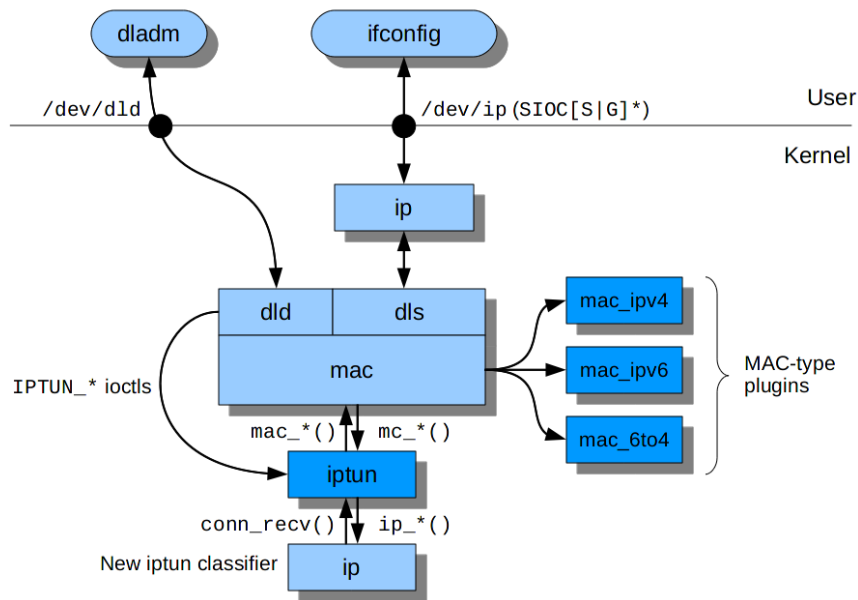 dladm
ifconfig
/dev/dld
/dev/ip (SIOC[S|G]*)
User
Kernel
ip
dld
dls
mac
mac_ipv4
mac_ipv6
mac_6to4
MAC-type
plugins
IPTUN_* ioctls
mac_*()
mc_*()
iptun
conn_recv()
ip_*()
New iptun classifier
ip